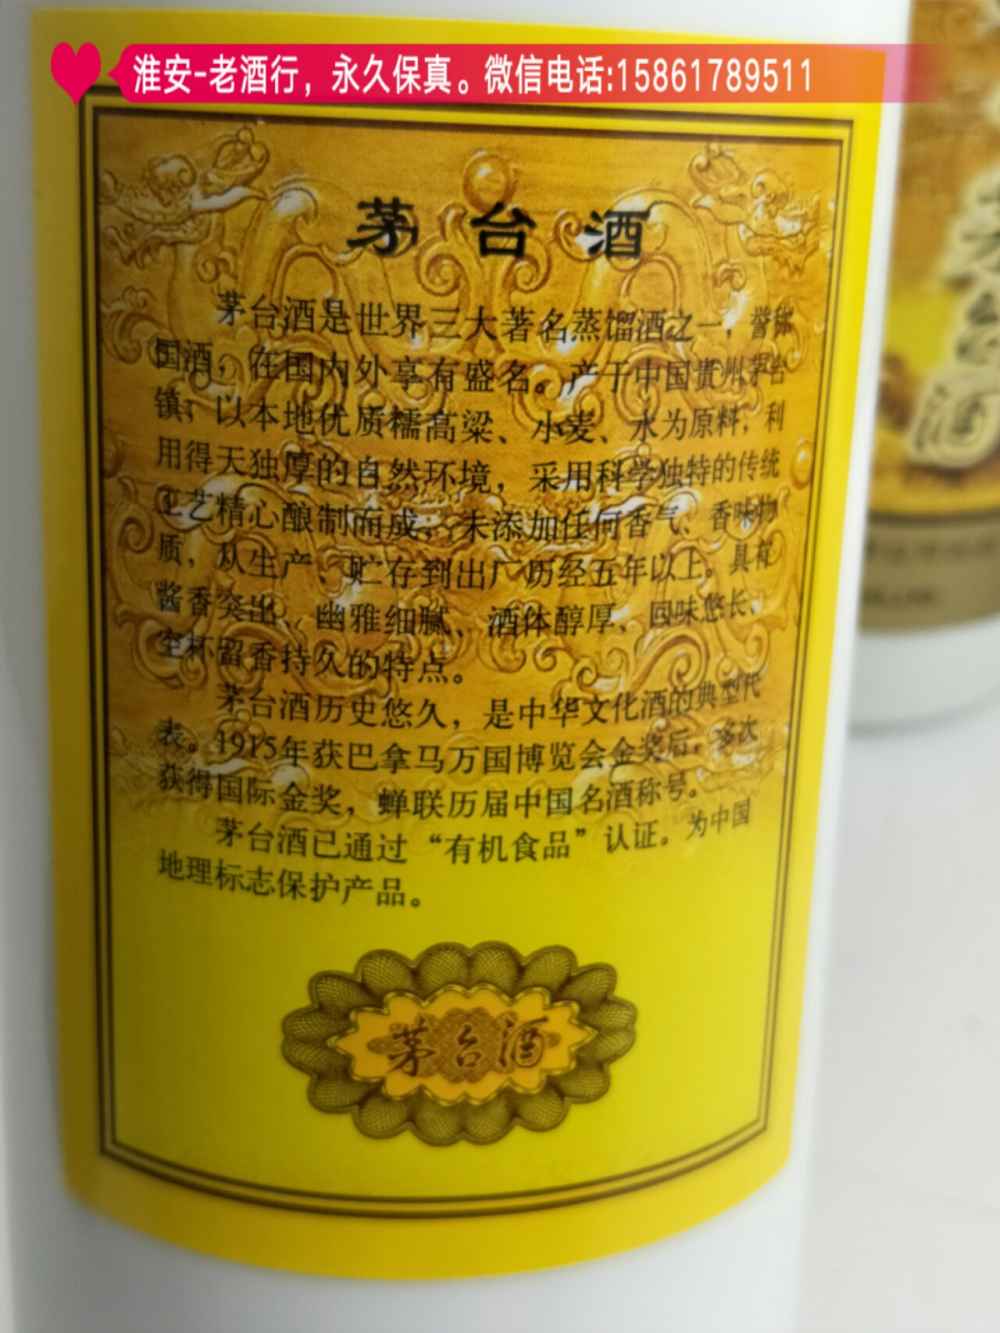 淮安-老酒行，永久保真。微信电话:15861789511
茅台酒
茅台酒是世界三大著名蒸馏酒之一，誉称
国酒，在国内外享有盛名。产于中国贵州茅台
镇；以本地优质糯高粱、小麦、水为原料，利
用得天独厚的自然环境，采用科学独特的传统
工艺精心酿制而成，未添加任何香气、香味物
质，从生产、贮存到出厂历经五年以上。具有
酱香突出、幽雅细腻、酒体醇厚、回味悠长、
空杯留香持久的特点。
茅台酒历史悠久，是中华文化酒的典型代
表。1915年获巴拿马万国博览会金奖后，多次
获得国际金奖，蝉联历届中国名酒称号。
茅台酒已通过“有机食品”认证。为中国
地理标志保护产品。
茅台酒
茅台酒